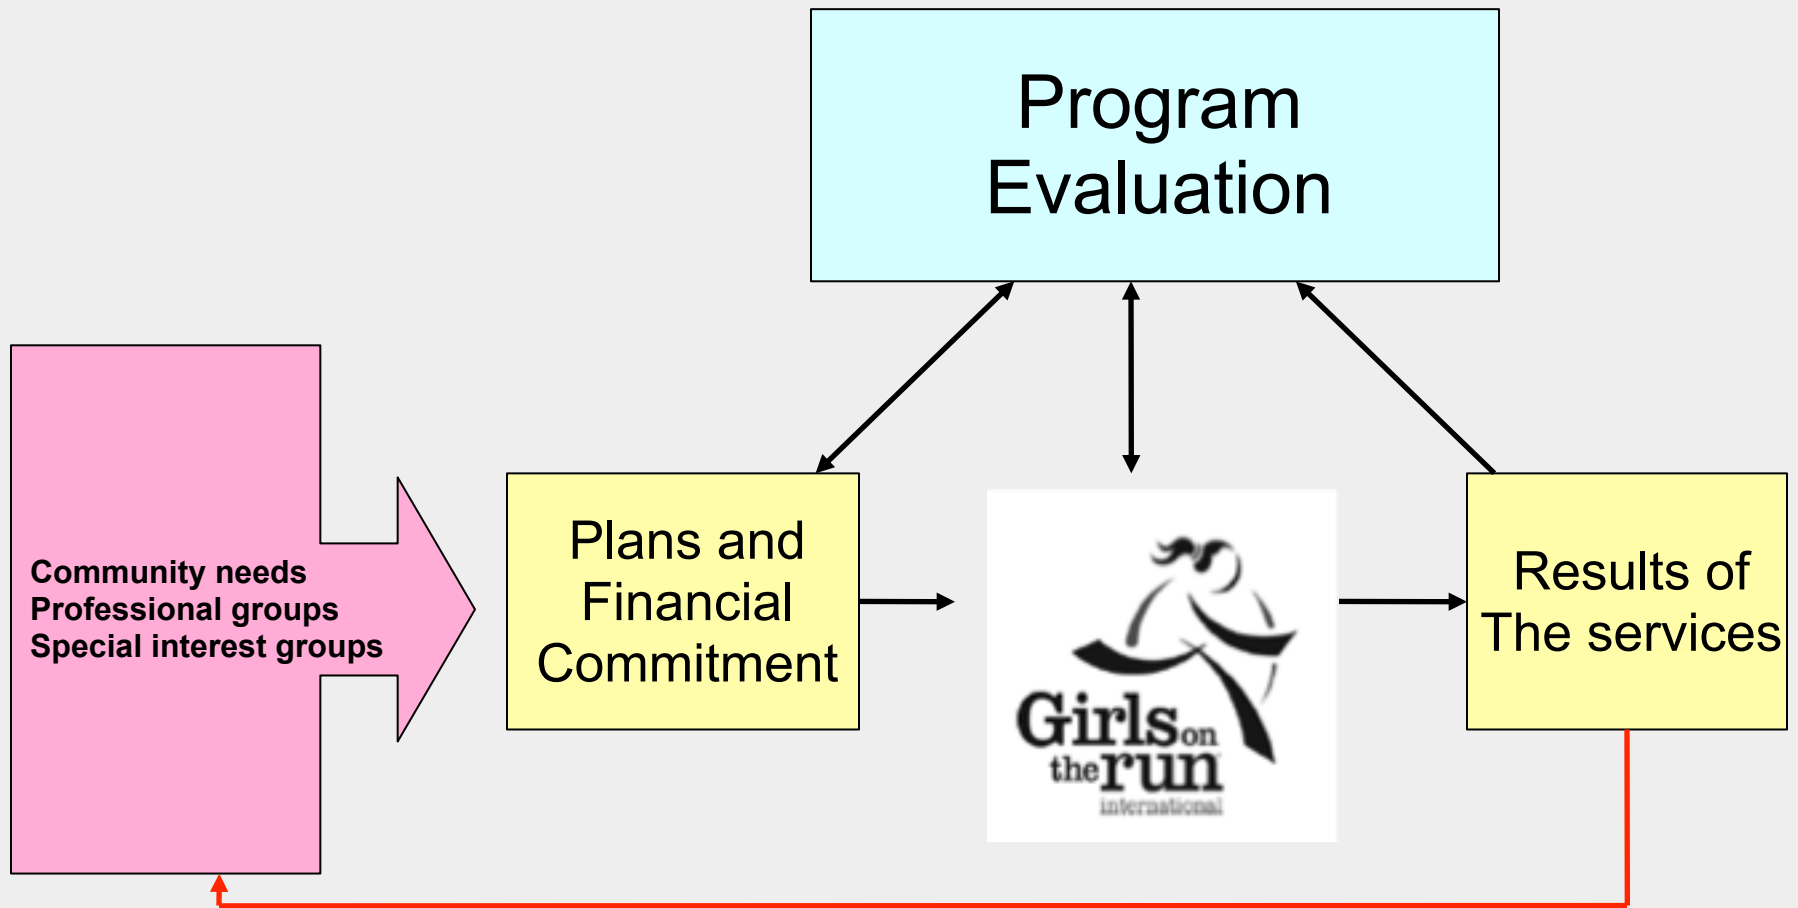 Program
Evaluation
Community needs
Professional groups
Special interest groups
Plans and
Financial
Commitment
Girls on
the run
international
Results of
The services